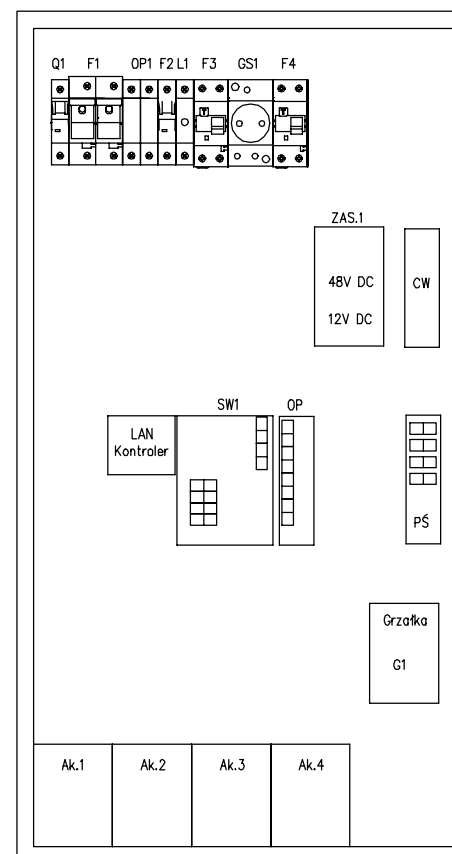 Q1 F1 OP1 F2 L1 F3 GS1 F4
ZAS.1
48V DC
12V DC
CW
SW1 OP
LAN
Kontroler
PŚ
Grzałka
G1
Ak.1 Ak.2 Ak.3 Ak.4